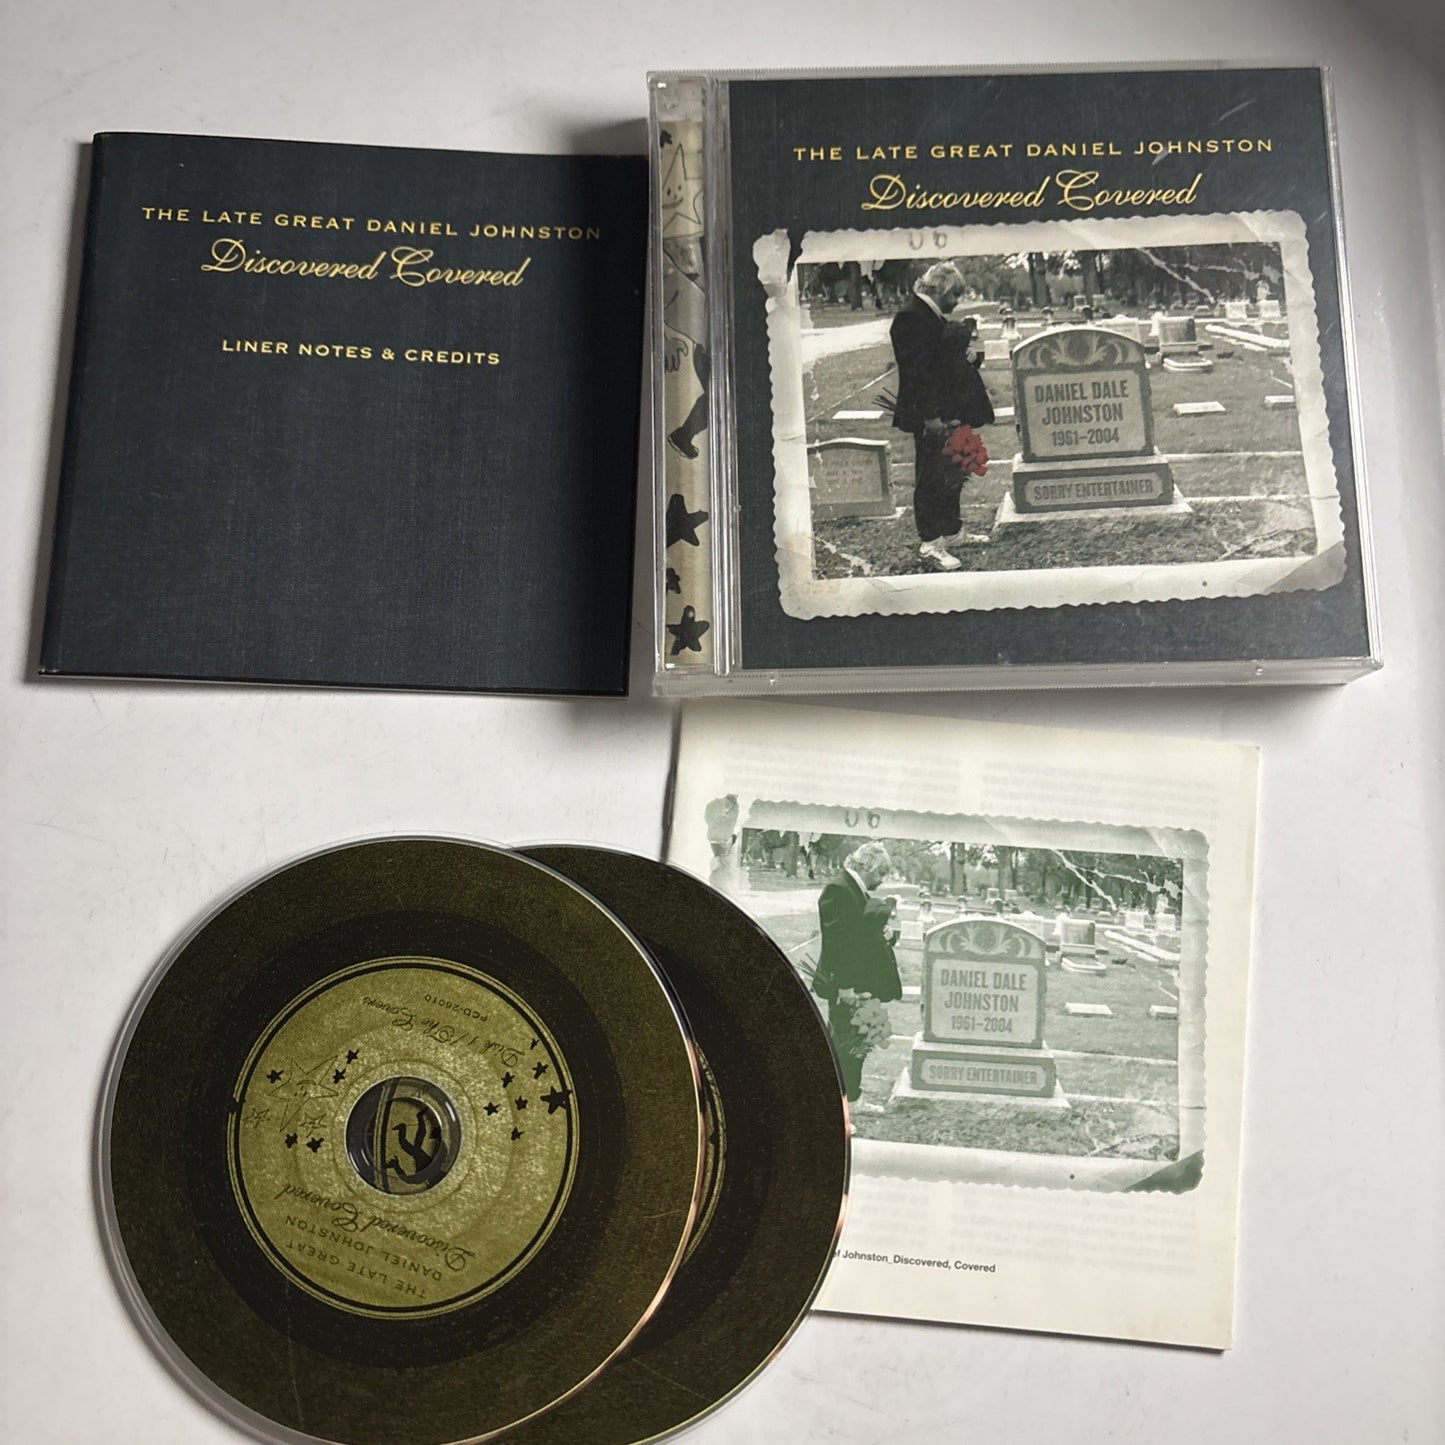 THE LATE GREAT DANIEL JOHNSTON
Discovered Covered
LINER NOTES & CREDITS
THE LATE GREAT DANIEL JOHNSTON
Discovered Covered
DANIEL DALE
JOHNSTON
1961-2004
SORRY ENTERTAINER
DANIEL DALE
JOHNSTON
1961-2004
SORRY ENTERTAINER
Johnston_Discovered, Covered
THE LATE GREAT
DANIEL JOHNSTON
Discovered Covered
Disk 1 / The Covers
PCD-26010